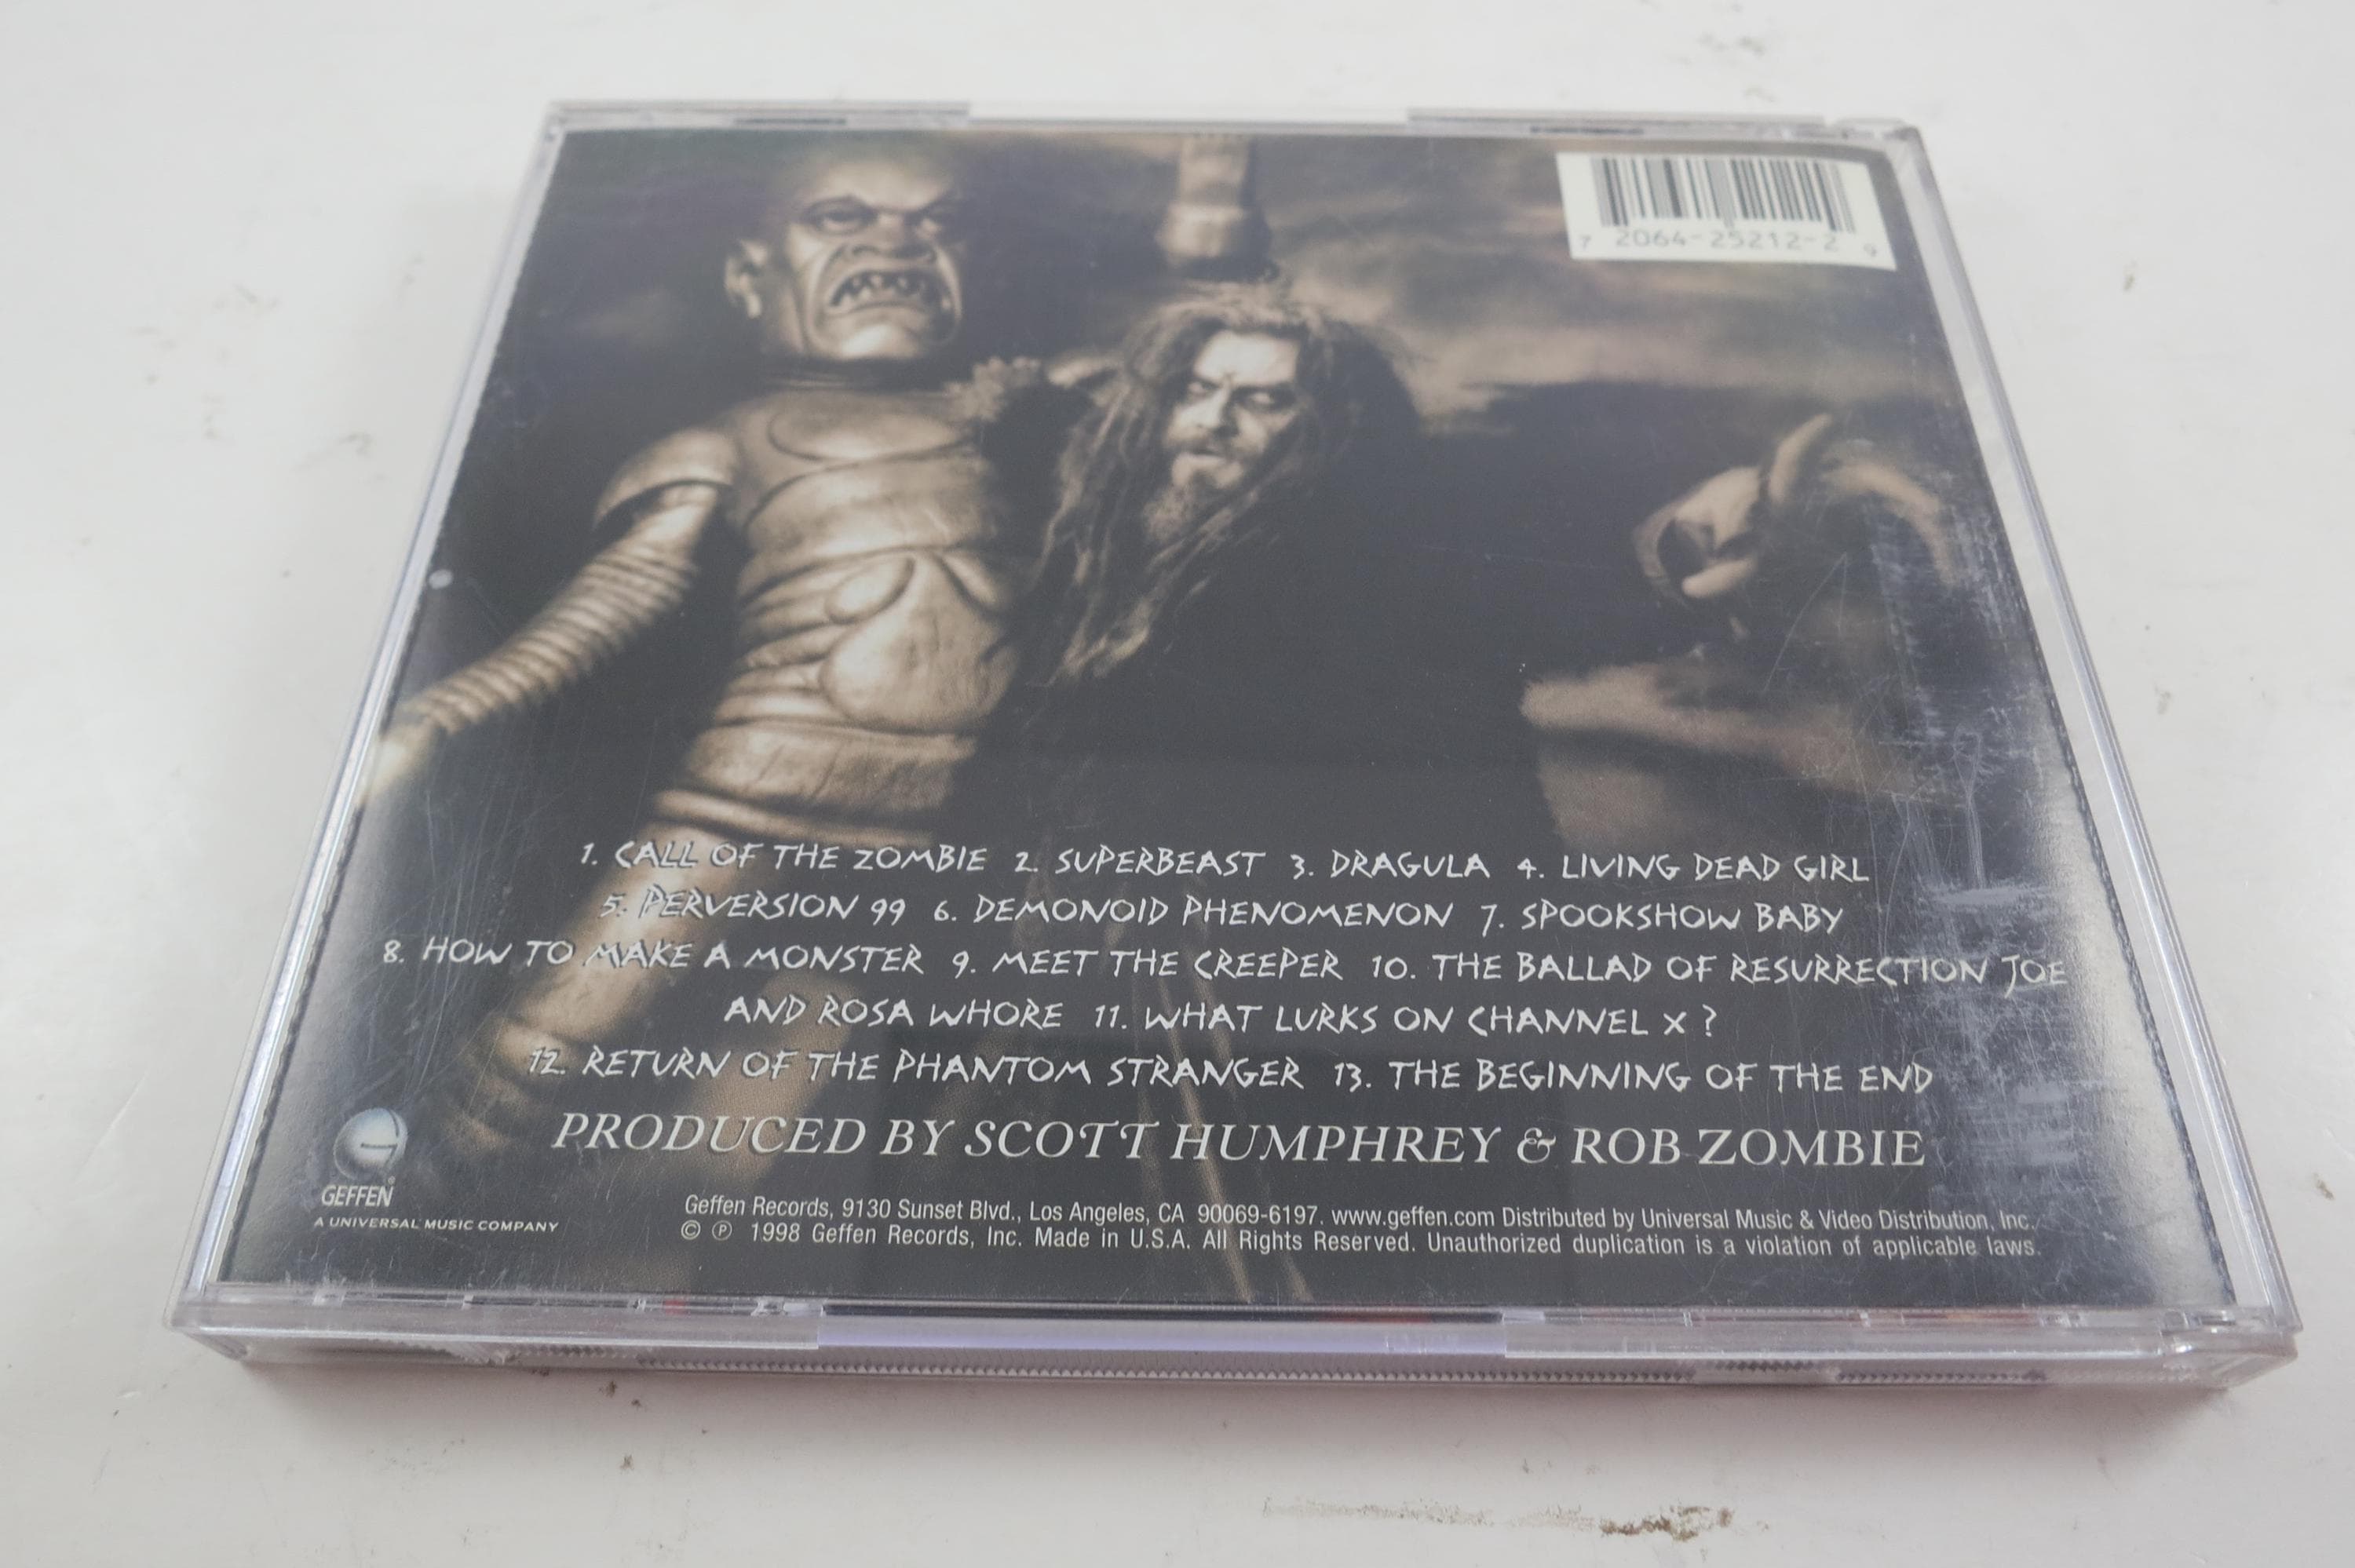 7 2064-25212-2 9
1. CALL OF THE ZOMBIE 2. SUPERBEAST 3. DRAGULA 4. LIVING DEAD GIRL
5. PERVERSION 99 6. DEMONOID PHENOMENON 7. SPOOKSHOW BABY
8. HOW TO MAKE A MONSTER 9. MEET THE CREEPER 10. THE BALLAD OF RESURRECTION JOE
AND ROSA WHORE 11. WHAT LURKS ON CHANNEL X ?
12. RETURN OF THE PHANTOM STRANGER 13. THE BEGINNING OF THE END
PRODUCED BY SCOTT HUMPHREY & ROB ZOMBIE
GEFFEN®
A UNIVERSAL MUSIC COMPANY
Geffen Records, 9130 Sunset Blvd., Los Angeles, CA 90069-6197. www.geffen.com Distributed by Universal Music & Video Distribution, Inc.
© ℗ 1998 Geffen Records, Inc. Made in U.S.A. All Rights Reserved. Unauthorized duplication is a violation of applicable laws.